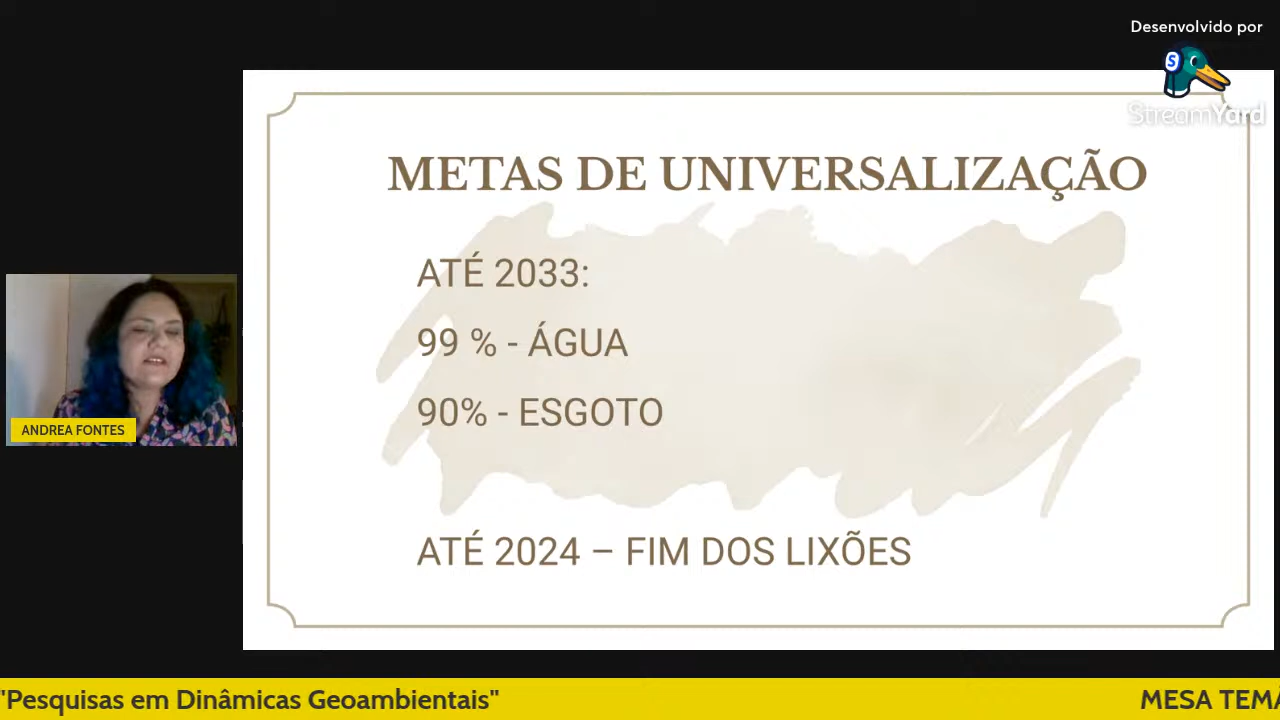 Desenvolvido por
StreamYard
METAS DE UNIVERSALIZAÇÃO
ATÉ 2033:
99 % - ÁGUA
90% - ESGOTO
ATÉ 2024 – FIM DOS LIXÕES
ANDREA FONTES
"Pesquisas em Dinâmicas Geoambientais"
MESA TEMÁ